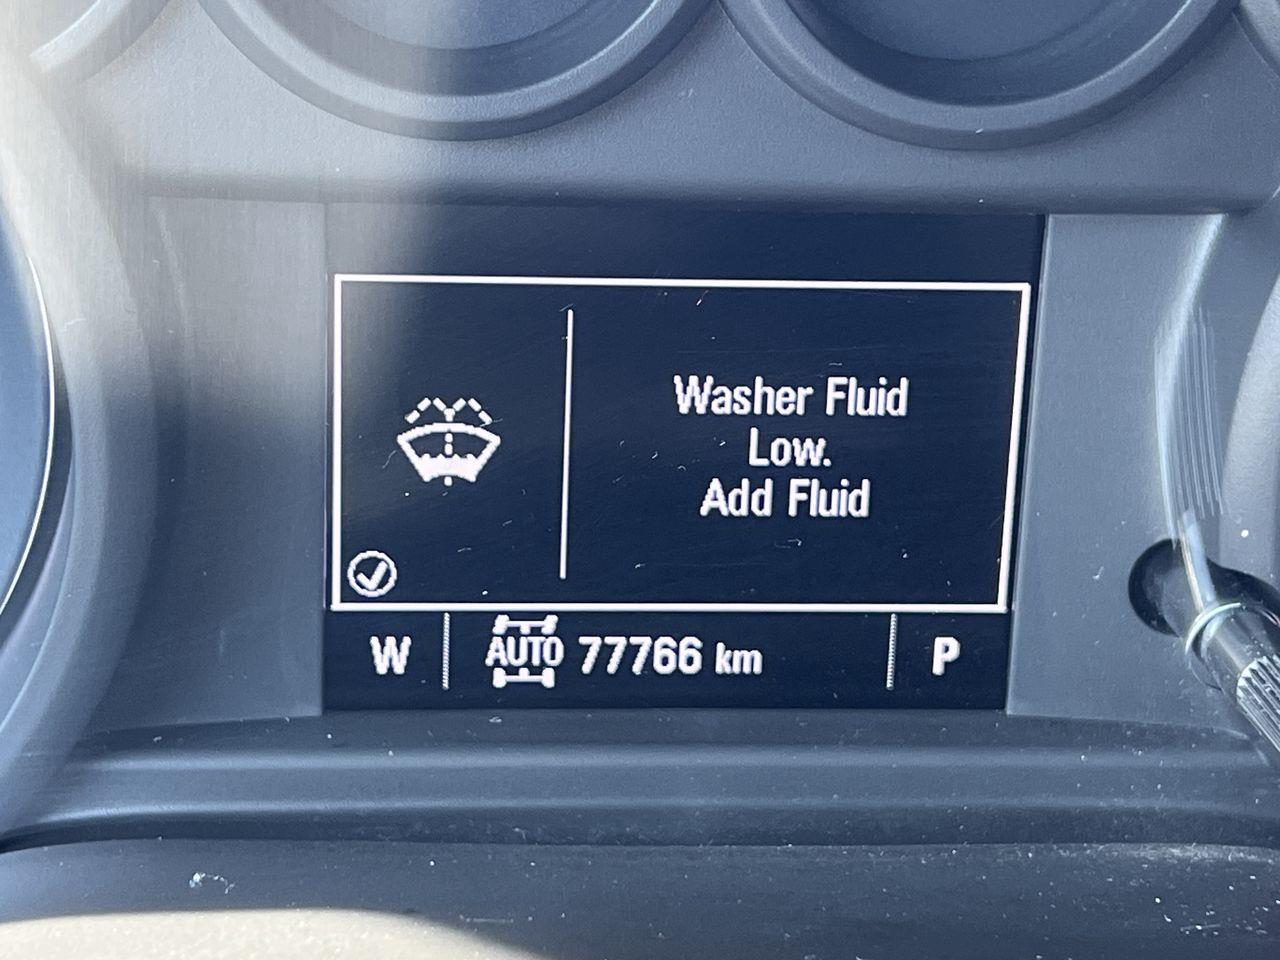 Washer Fluid
Low.
Add Fluid
W AUTO 77766 km P